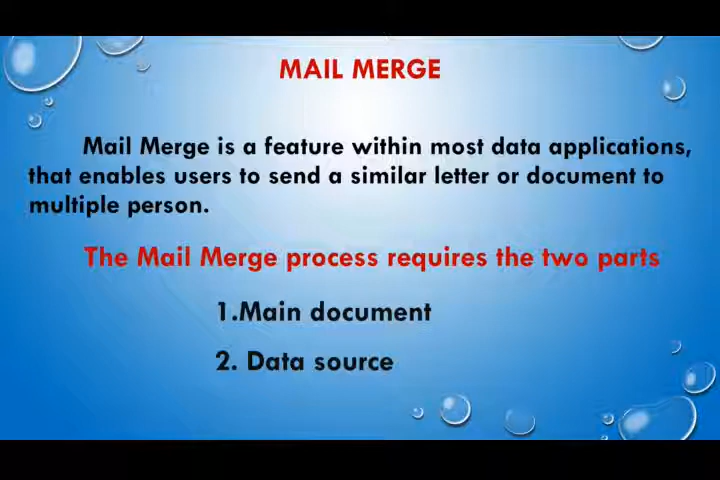 MAIL MERGE
Mail Merge is a feature within most data applications,
that enables users to send a similar letter or document to
multiple person.
The Mail Merge process requires the two parts
1.Main document
2. Data source